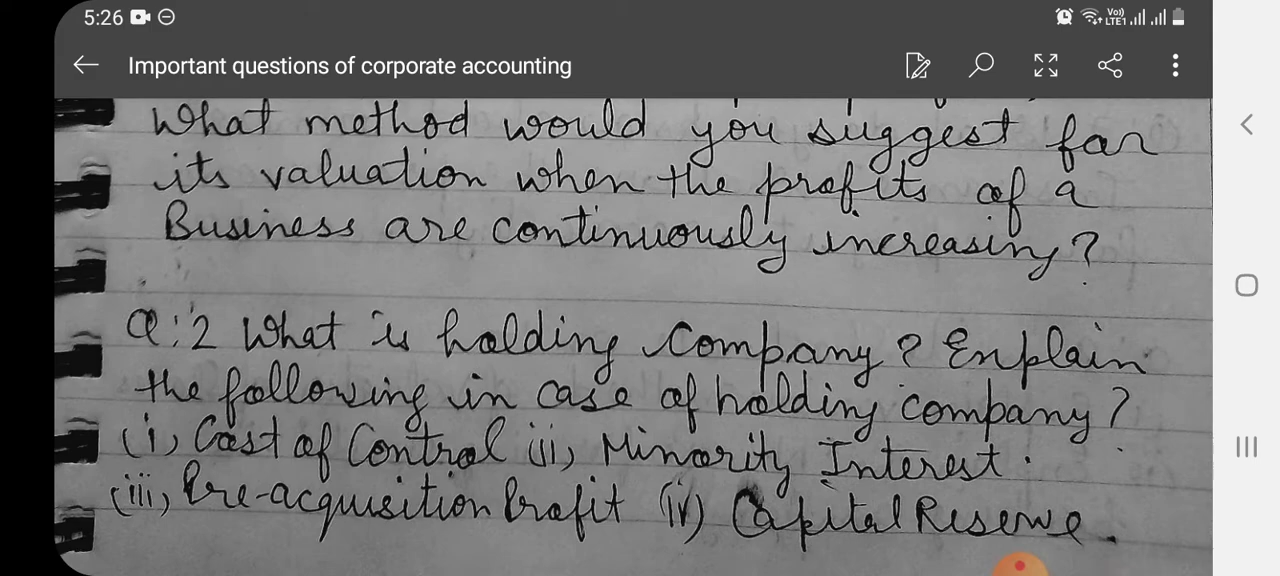 5:26
Vo))
LTE1
Important questions of corporate accounting
What method would you suggest for
its valuation when the profits of a
Business are continuously increasing?
Q:2 What is holding Company? Explain
the following in case of holding company?
(i) Cost of Control (ii) Minority Interest.
(iii) Pre-acquisition Profit (iv) Capital Reserve.